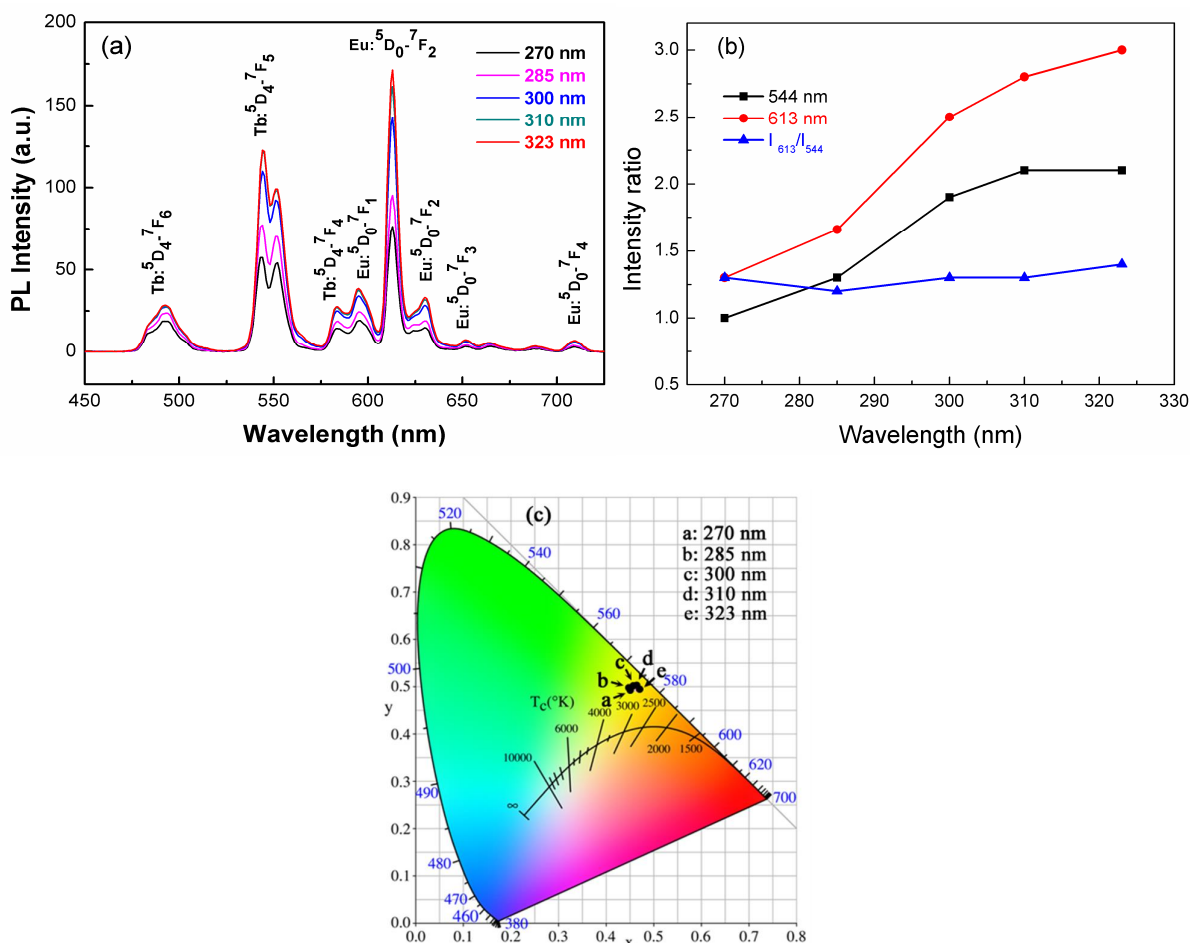 (a)
Eu:⁵D₀-⁷F₂
Tb:⁵D₄-⁷F₅
Tb:⁵D₄-⁷F₆
Tb:⁵D₄-⁷F₄
Eu:⁵D₀-⁷F₁
Eu:⁵D₀-⁷F₂
Eu:⁵D₀-⁷F₃
Eu:⁵D₀-⁷F₄
270 nm
285 nm
300 nm
310 nm
323 nm
200
150
100
50
0
PL Intensity (a.u.)
450 500 550 600 650 700
Wavelength (nm)
(b)
544 nm
613 nm
I ₆₁₃/I₅₄₄
3.0
2.5
2.0
1.5
1.0
0.5
Intensity ratio
270 280 290 300 310 320 330
Wavelength (nm)
(c)
a: 270 nm
b: 285 nm
c: 300 nm
d: 310 nm
e: 323 nm
0.9
0.8
0.7
0.6
0.5
y
0.4
0.3
0.2
0.1
0.0
520
540
560
500
580
600
620
700
490
480
470
460
380
c d
b e
a
T_C(°K)
10000 6000 4000 3000 2500
2000 1500
∞
0.0 0.1 0.2 0.3 0.4 0.5 0.6 0.7 0.8
x